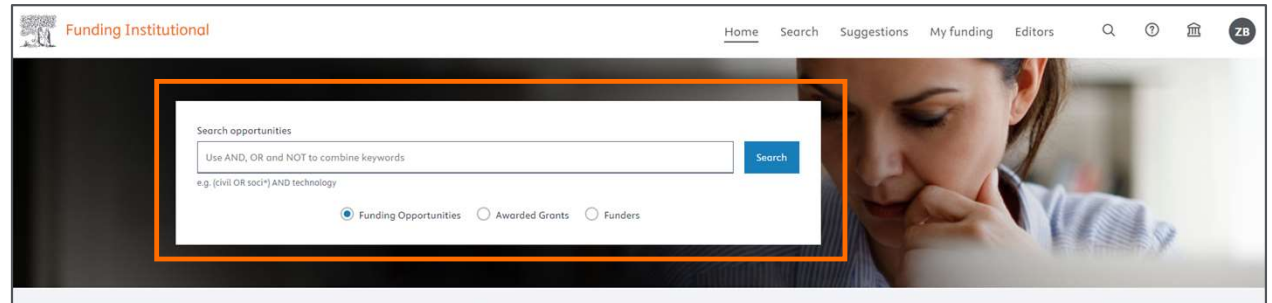 Funding Institutional
Home Search Suggestions My funding Editors ZB
Search opportunities
Use AND, OR and NOT to combine keywords
Search
e.g. (civil OR soci*) AND technology
Funding Opportunities Awarded Grants Funders